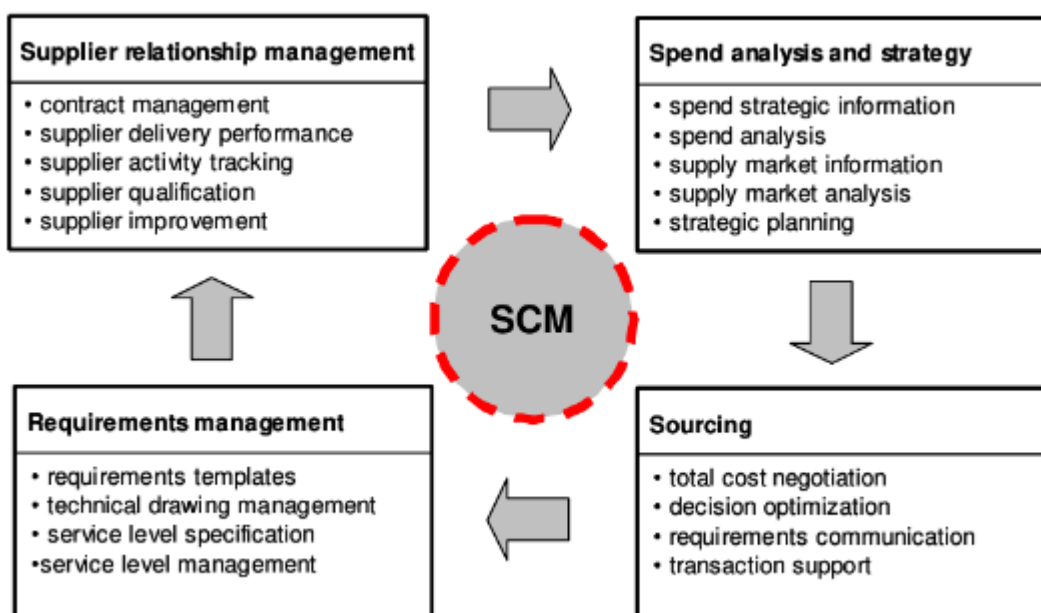 Supplier relationship management
• contract management
• supplier delivery performance
• supplier activity tracking
• supplier qualification
• supplier improvement
Spend analysis and strategy
• spend strategic information
• spend analysis
• supply market information
• supply market analysis
• strategic planning
SCM
Requirements management
• requirements templates
• technical drawing management
• service level specification
•service level management
Sourcing
• total cost negotiation
• decision optimization
• requirements communication
• transaction support